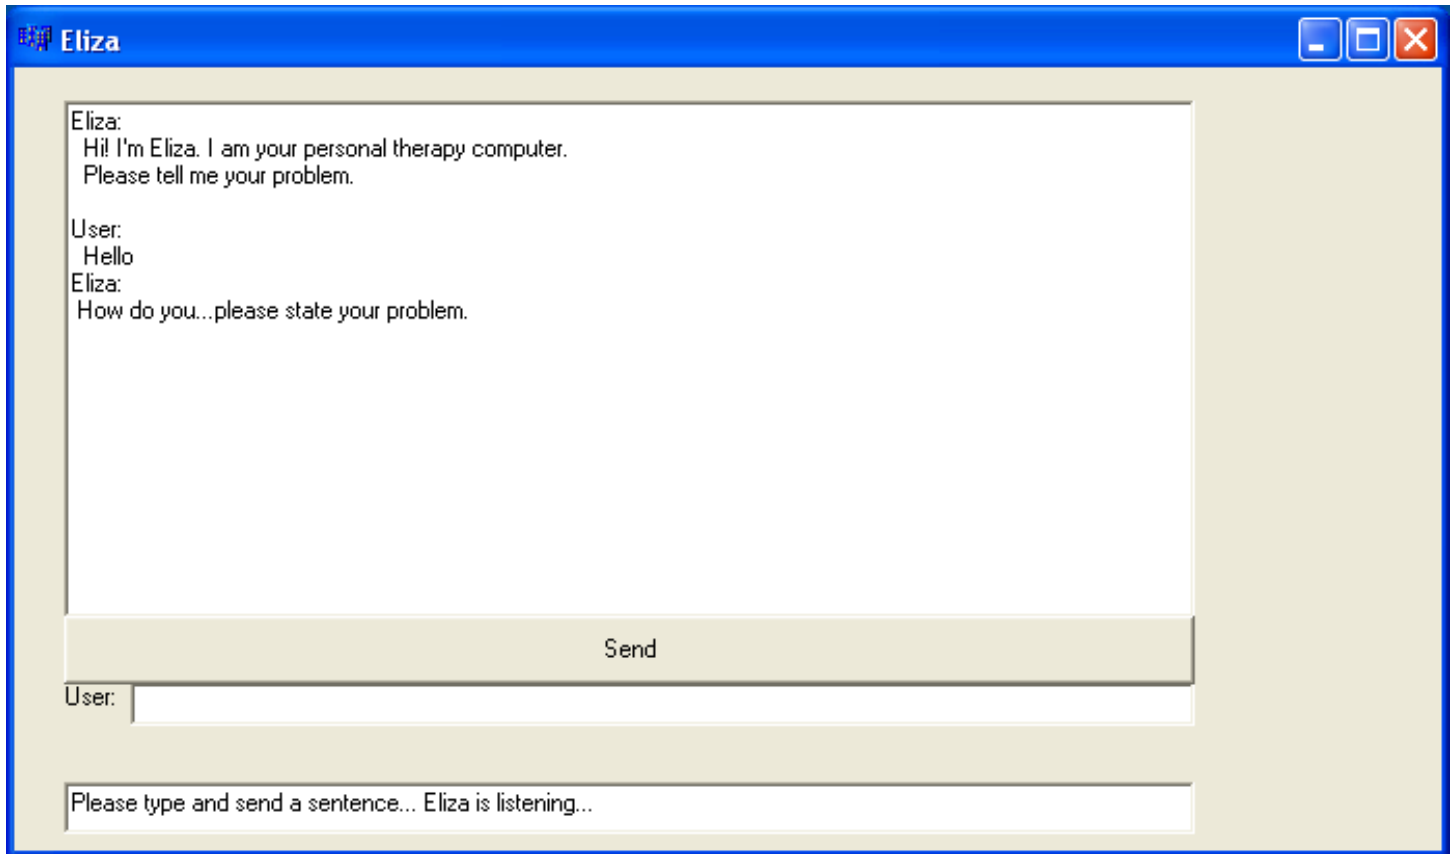 Eliza
Eliza:
Hi! I'm Eliza. I am your personal therapy computer.
Please tell me your problem.
User:
Hello
Eliza:
How do you...please state your problem.
Send
User:
Please type and send a sentence... Eliza is listening...